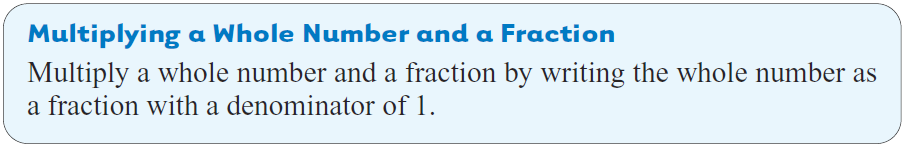 Multiplying a Whole Number and a Fraction
Multiply a whole number and a fraction by writing the whole number as
a fraction with a denominator of 1.